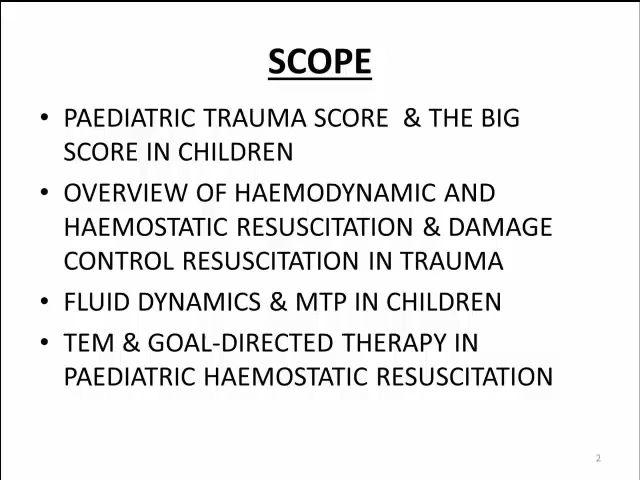 SCOPE
• PAEDIATRIC TRAUMA SCORE & THE BIG
SCORE IN CHILDREN
• OVERVIEW OF HAEMODYNAMIC AND
HAEMOSTATIC RESUSCITATION & DAMAGE
CONTROL RESUSCITATION IN TRAUMA
• FLUID DYNAMICS & MTP IN CHILDREN
• TEM & GOAL-DIRECTED THERAPY IN
PAEDIATRIC HAEMOSTATIC RESUSCITATION
2